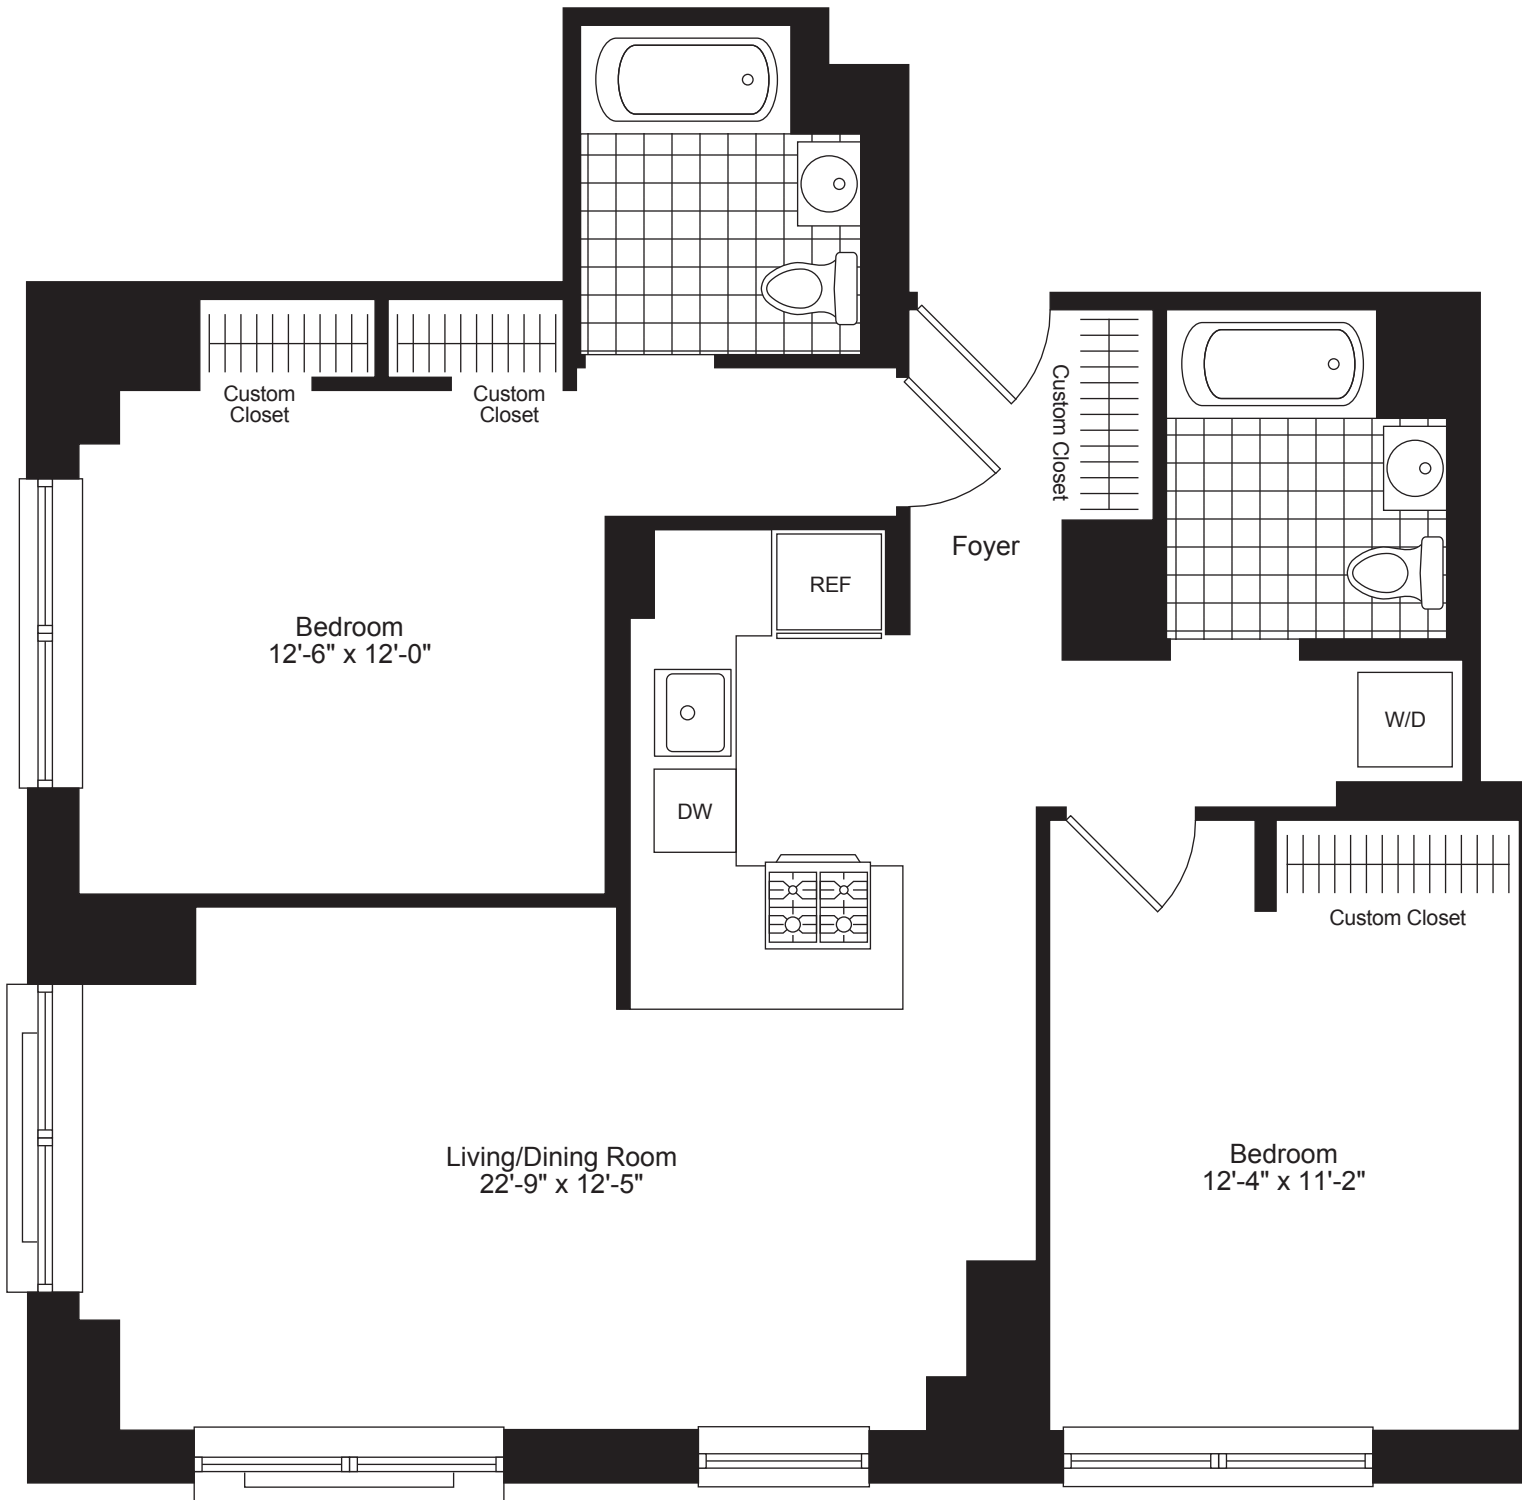 Custom
Closet
Custom
Closet
Custom Closet
Foyer
REF
Bedroom
12'-6" x 12'-0"
W/D
DW
Custom Closet
Living/Dining Room
22'-9" x 12'-5"
Bedroom
12'-4" x 11'-2"